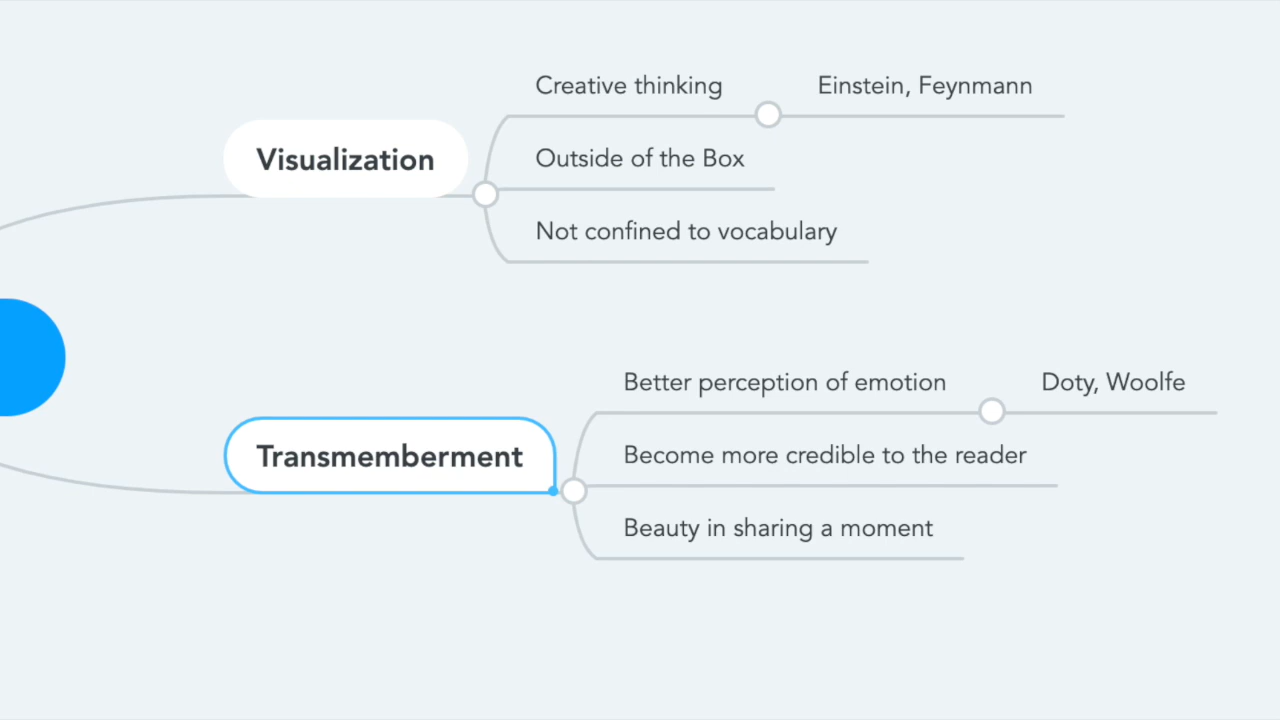 Visualization
Creative thinking
Einstein, Feynmann
Outside of the Box
Not confined to vocabulary
Transmemberment
Better perception of emotion
Doty, Woolfe
Become more credible to the reader
Beauty in sharing a moment